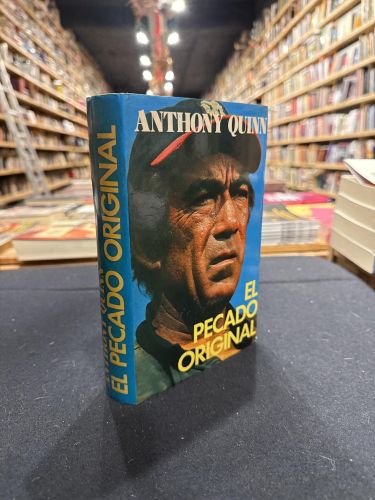 ANTHONY QUINN
EL
PECADO
ORIGINAL
EL PECADO ORIGINAL